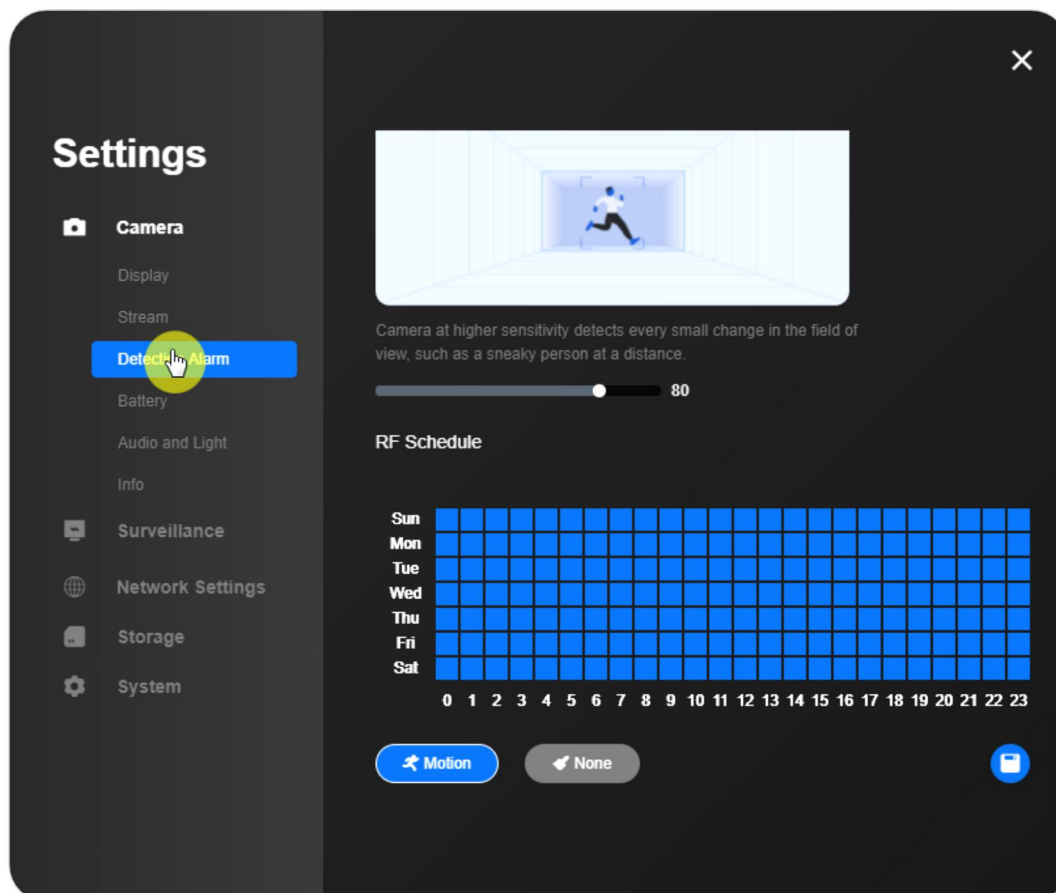 Settings
Camera
Display
Stream
Detection Alarm
Battery
Audio and Light
Info
Surveillance
Network Settings
Storage
System
Camera at higher sensitivity detects every small change in the field of
view, such as a sneaky person at a distance.
80
RF Schedule
Sun
Mon
Tue
Wed
Thu
Fri
Sat
0 1 2 3 4 5 6 7 8 9 10 11 12 13 14 15 16 17 18 19 20 21 22 23
Motion None